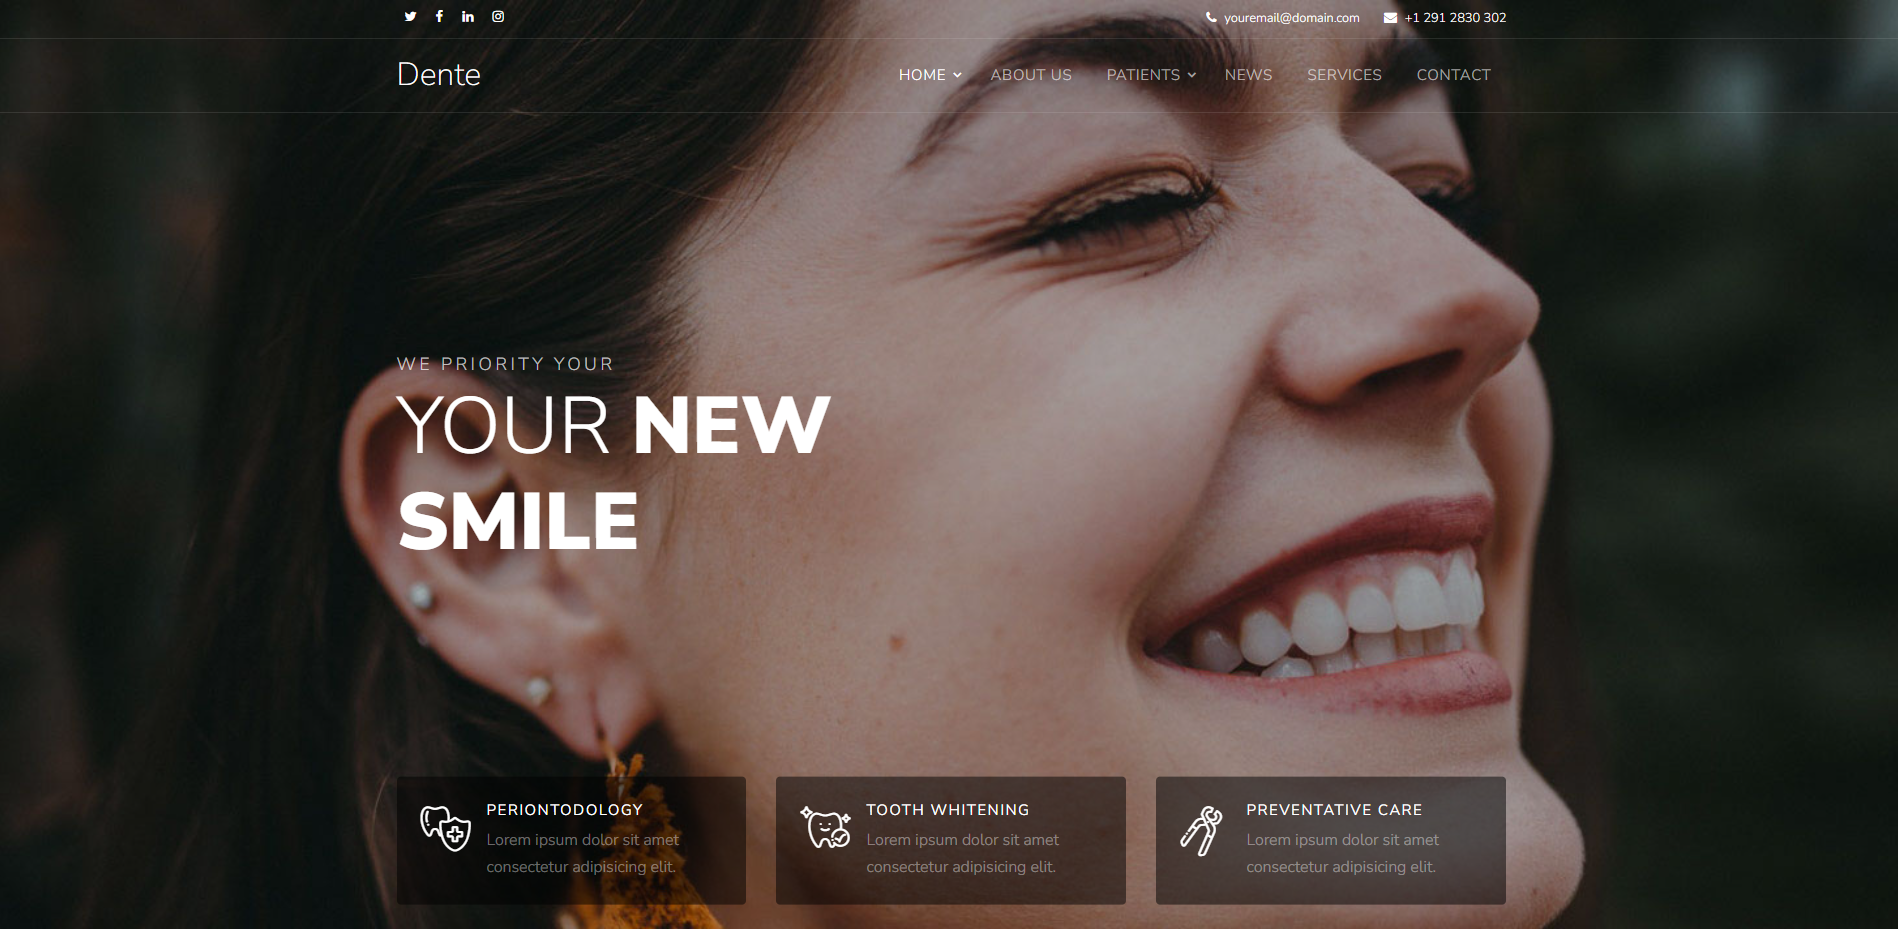 youremail@domain.com +1 291 2830 302
Dente
HOME ABOUT US PATIENTS NEWS SERVICES CONTACT
WE PRIORITY YOUR
YOUR NEW
SMILE
PERIONTODOLOGY
Lorem ipsum dolor sit amet
consectetur adipisicing elit.
TOOTH WHITENING
Lorem ipsum dolor sit amet
consectetur adipisicing elit.
PREVENTATIVE CARE
Lorem ipsum dolor sit amet
consectetur adipisicing elit.